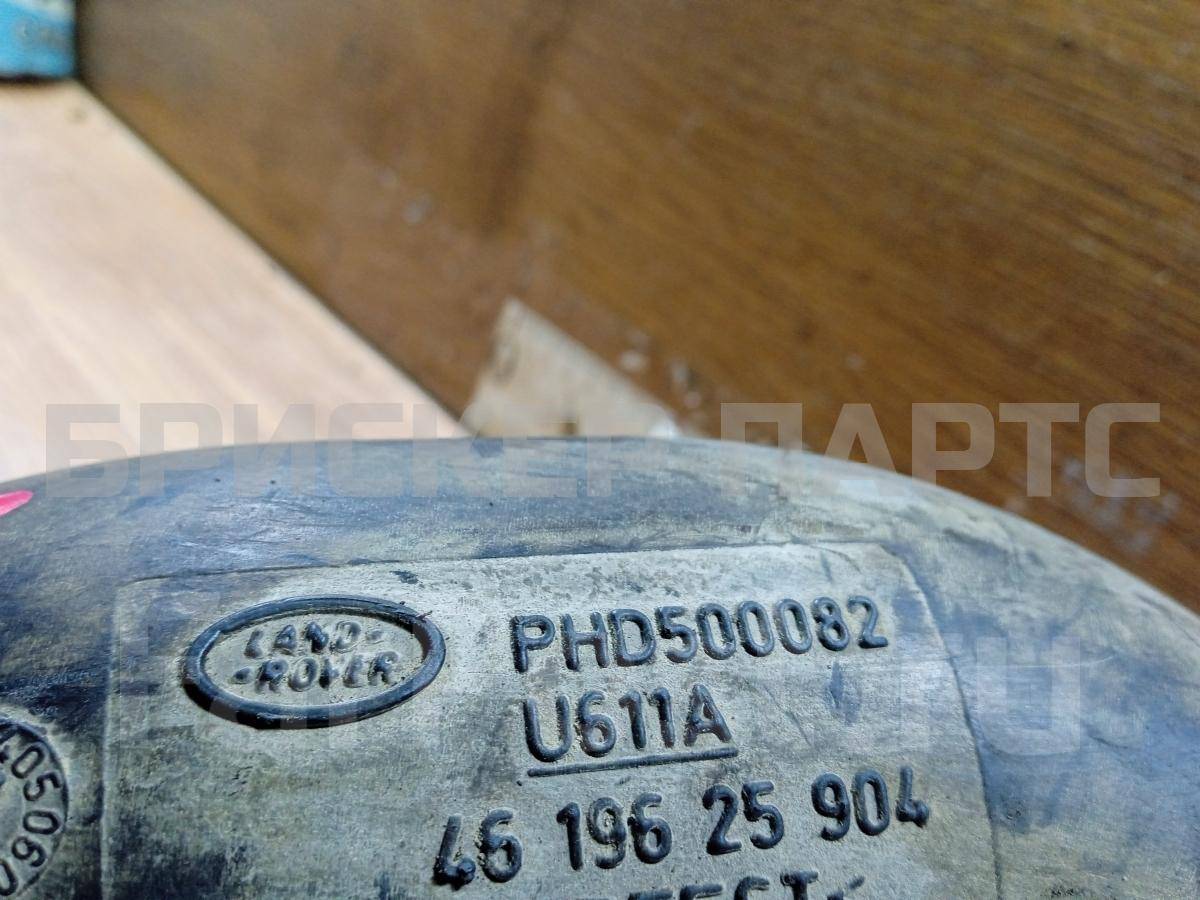 БРИСКЕР ПАРТС
LAND-
-ROVER
PHD500082
U611A
46 196 25 904